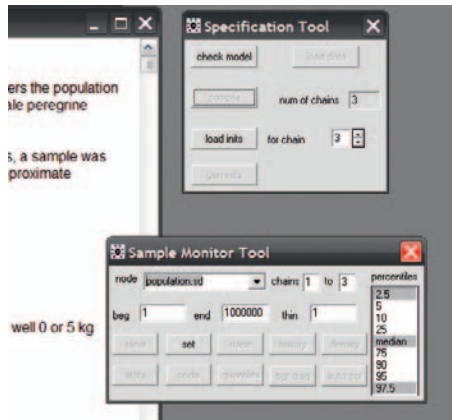 ers the population
ale peregrine
s, a sample was
proximate
well 0 or 5 kg
Specification Tool
check model load data
compile num of chains 3
load inits for chain 3
gen inits
Sample Monitor Tool
node population.sd chains 1 to 3 percentiles
beg 1 end 1000000 thin 1
2.5
5
10
25
median
75
90
95
97.5
clear set trace history density
stats coda quantiles bgr diag auto cor